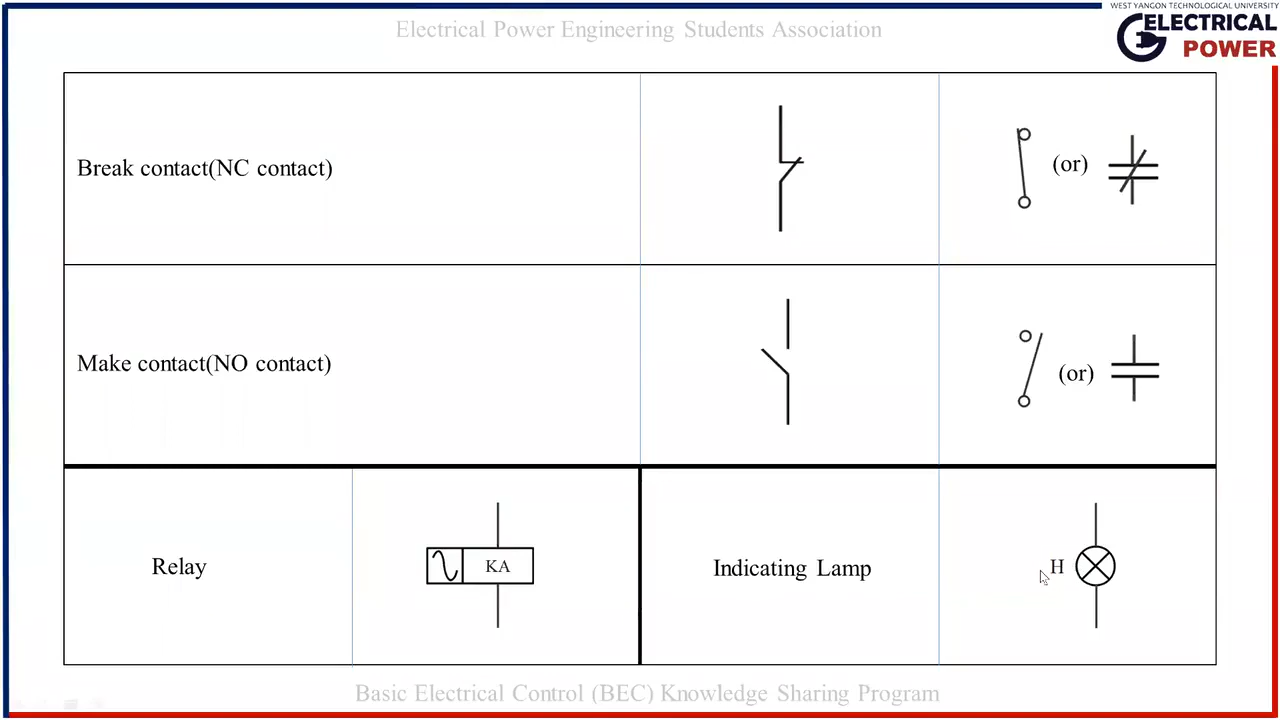 WEST YANGON TECHNOLOGICAL UNIVERSITY
ELECTRICAL
POWER
Electrical Power Engineering Students Association
Break contact(NC contact)
(or)
Make contact(NO contact)
(or)
Relay
KA
Indicating Lamp
H
Basic Electrical Control (BEC) Knowledge Sharing Program